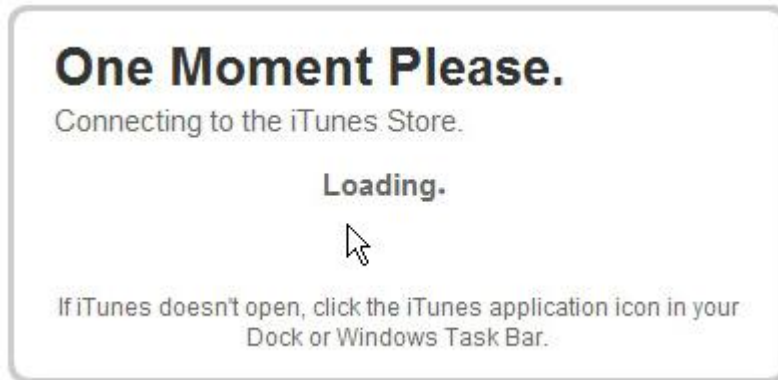 One Moment Please.
Connecting to the iTunes Store.
Loading.
If iTunes doesn't open, click the iTunes application icon in your
Dock or Windows Task Bar.